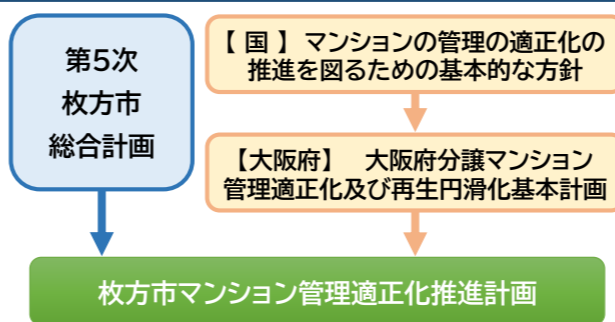 第5次
枚方市
総合計画
【 国 】 マンションの管理の適正化の
推進を図るための基本的な方針
【大阪府】　大阪府分譲マンション
管理適正化及び再生円滑化基本計画
枚方市マンション管理適正化推進計画